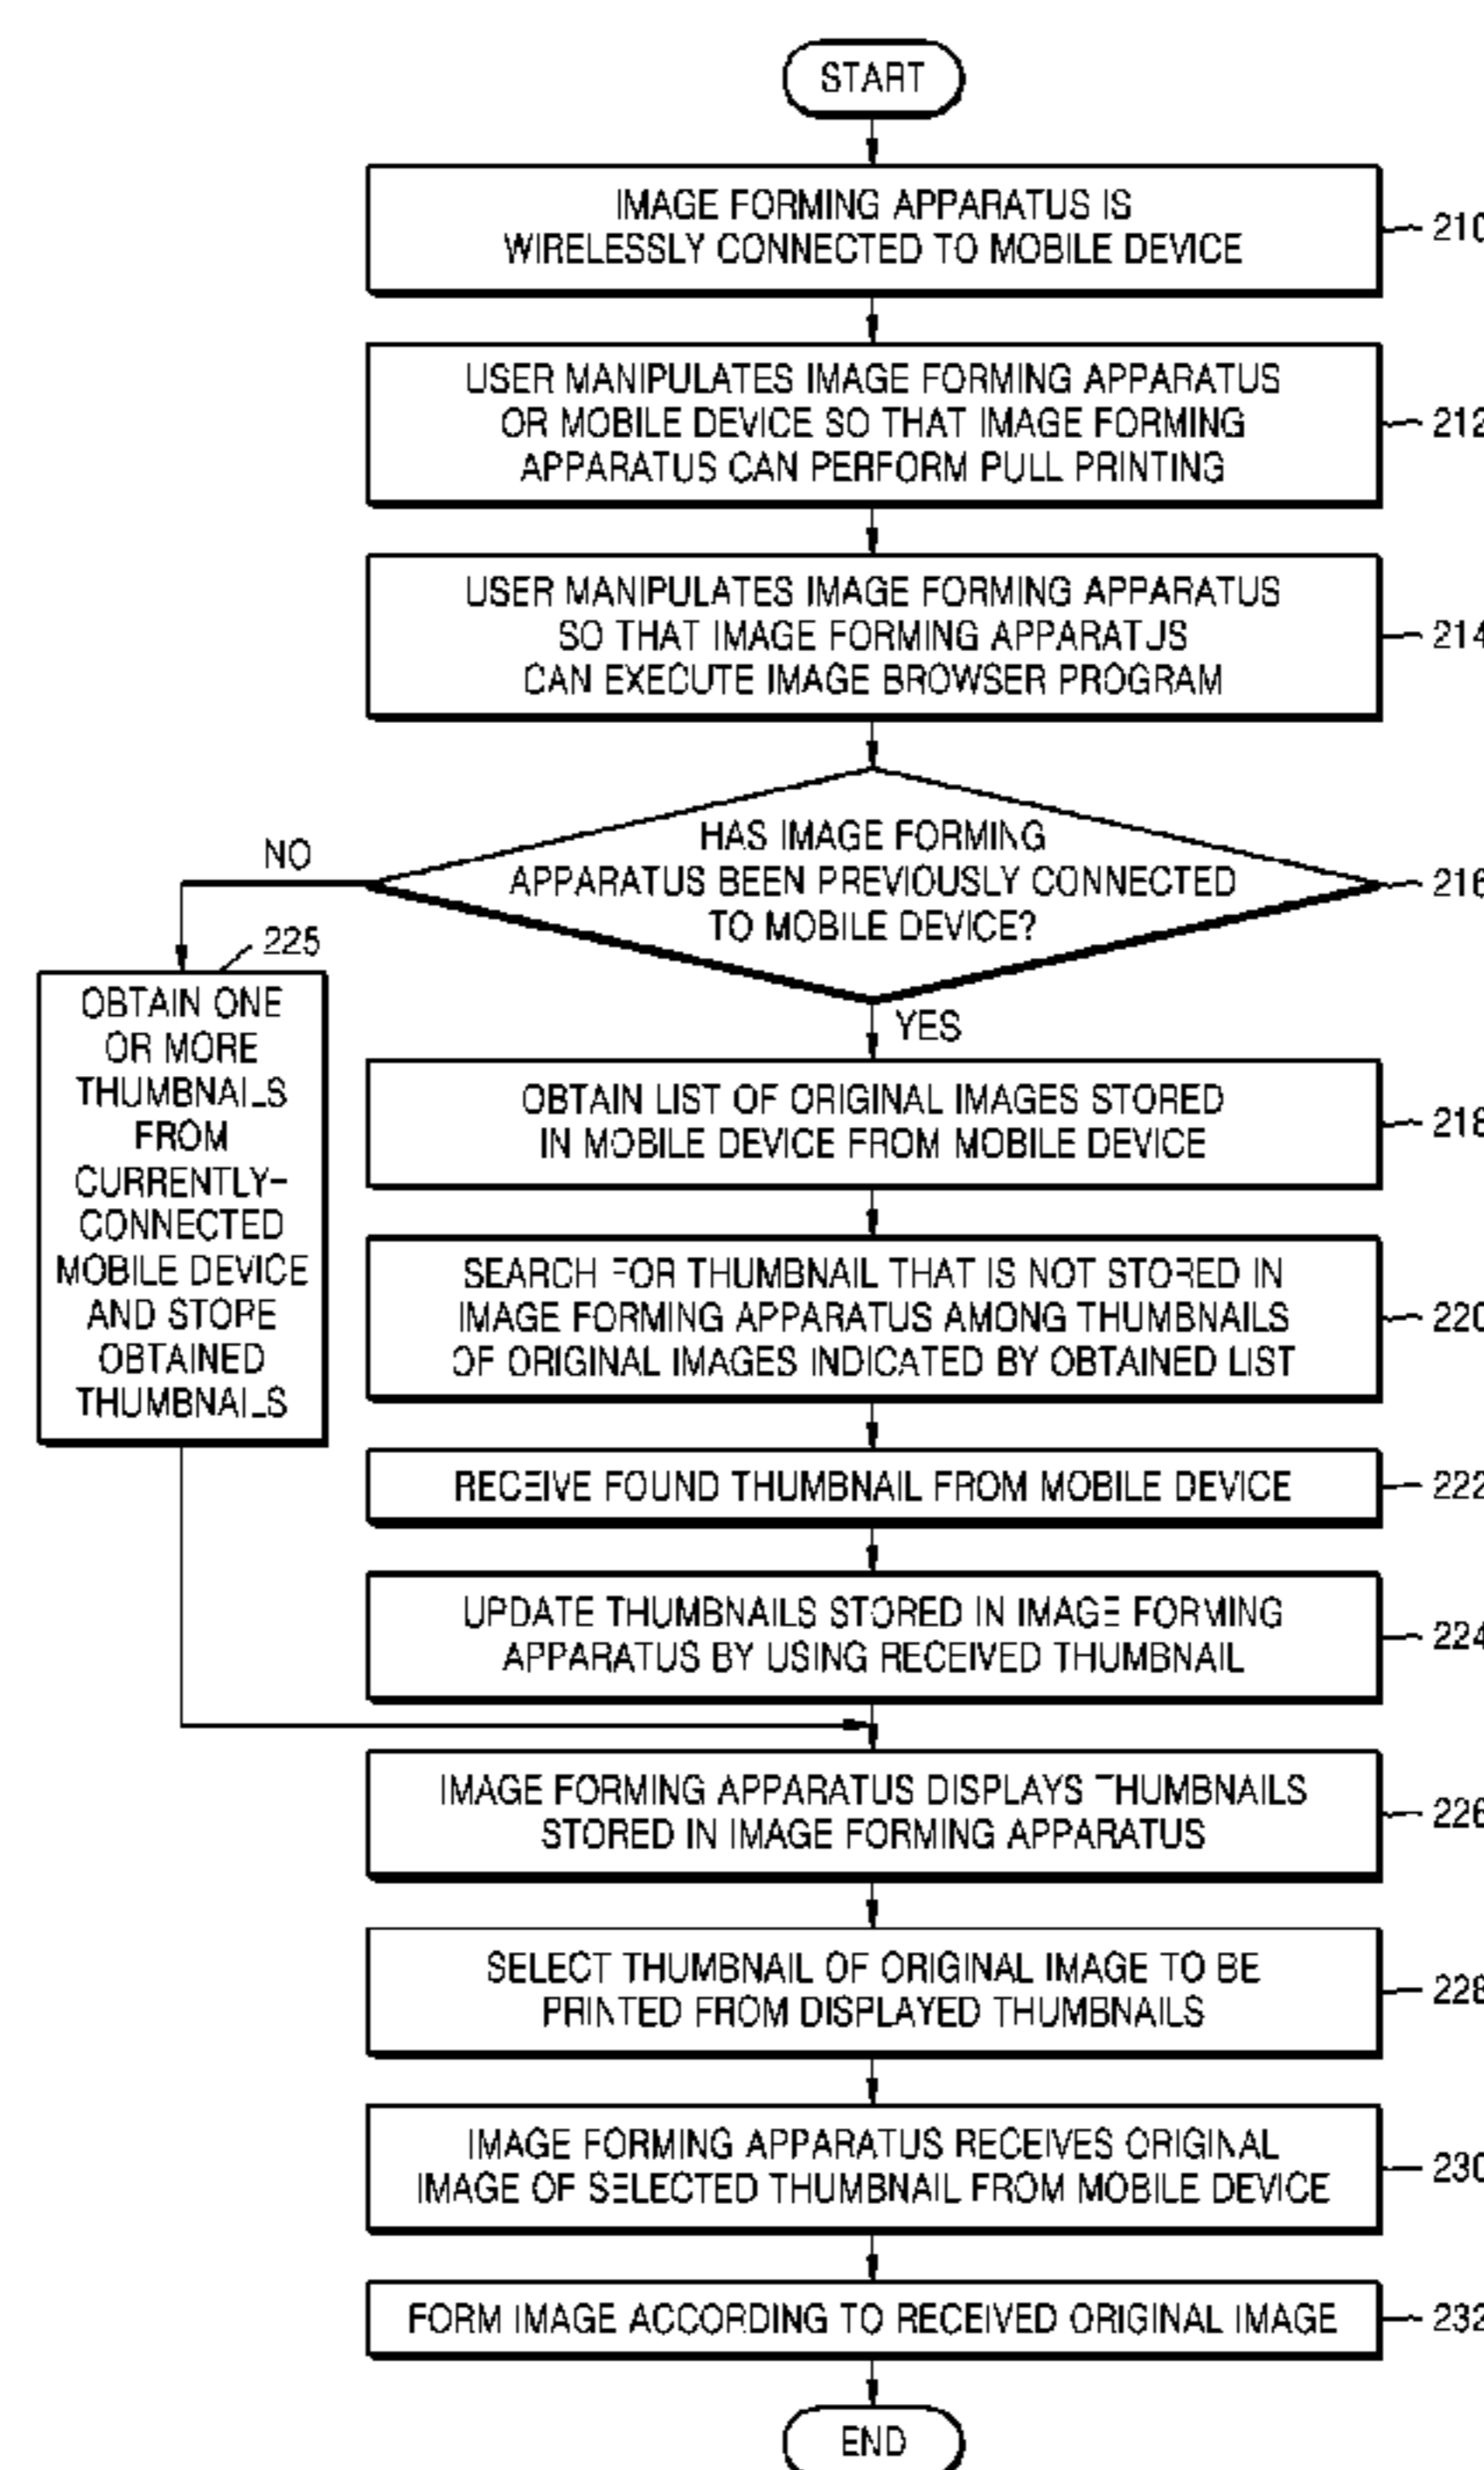 START
IMAGE FORMING APPARATUS IS
WIRELESSLY CONNECTED TO MOBILE DEVICE
210
USER MANIPULATES IMAGE FORMING APPARATUS
OR MOBILE DEVICE SO THAT IMAGE FORMING
APPARATUS CAN PERFORM PULL PRINTING
212
USER MANIPULATES IMAGE FORMING APPARATUS
SO THAT IMAGE FORMING APPARATUS
CAN EXECUTE IMAGE BROWSER PROGRAM
214
HAS IMAGE FORMING
APPARATUS BEEN PREVIOUSLY CONNECTED
TO MOBILE DEVICE?
216
NO
225
OBTAIN ONE
OR MORE
THUMBNAILS
FROM
CURRENTLY-
CONNECTED
MOBILE DEVICE
AND STORE
OBTAINED
THUMBNAILS
YES
OBTAIN LIST OF ORIGINAL IMAGES STORED
IN MOBILE DEVICE FROM MOBILE DEVICE
218
SEARCH FOR THUMBNAIL THAT IS NOT STORED IN
IMAGE FORMING APPARATUS AMONG THUMBNAILS
OF ORIGINAL IMAGES INDICATED BY OBTAINED LIST
220
RECEIVE FOUND THUMBNAIL FROM MOBILE DEVICE
222
UPDATE THUMBNAILS STORED IN IMAGE FORMING
APPARATUS BY USING RECEIVED THUMBNAIL
224
IMAGE FORMING APPARATUS DISPLAYS THUMBNAILS
STORED IN IMAGE FORMING APPARATUS
226
SELECT THUMBNAIL OF ORIGINAL IMAGE TO BE
PRINTED FROM DISPLAYED THUMBNAILS
228
IMAGE FORMING APPARATUS RECEIVES ORIGINAL
IMAGE OF SELECTED THUMBNAIL FROM MOBILE DEVICE
230
FORM IMAGE ACCORDING TO RECEIVED ORIGINAL IMAGE
232
END